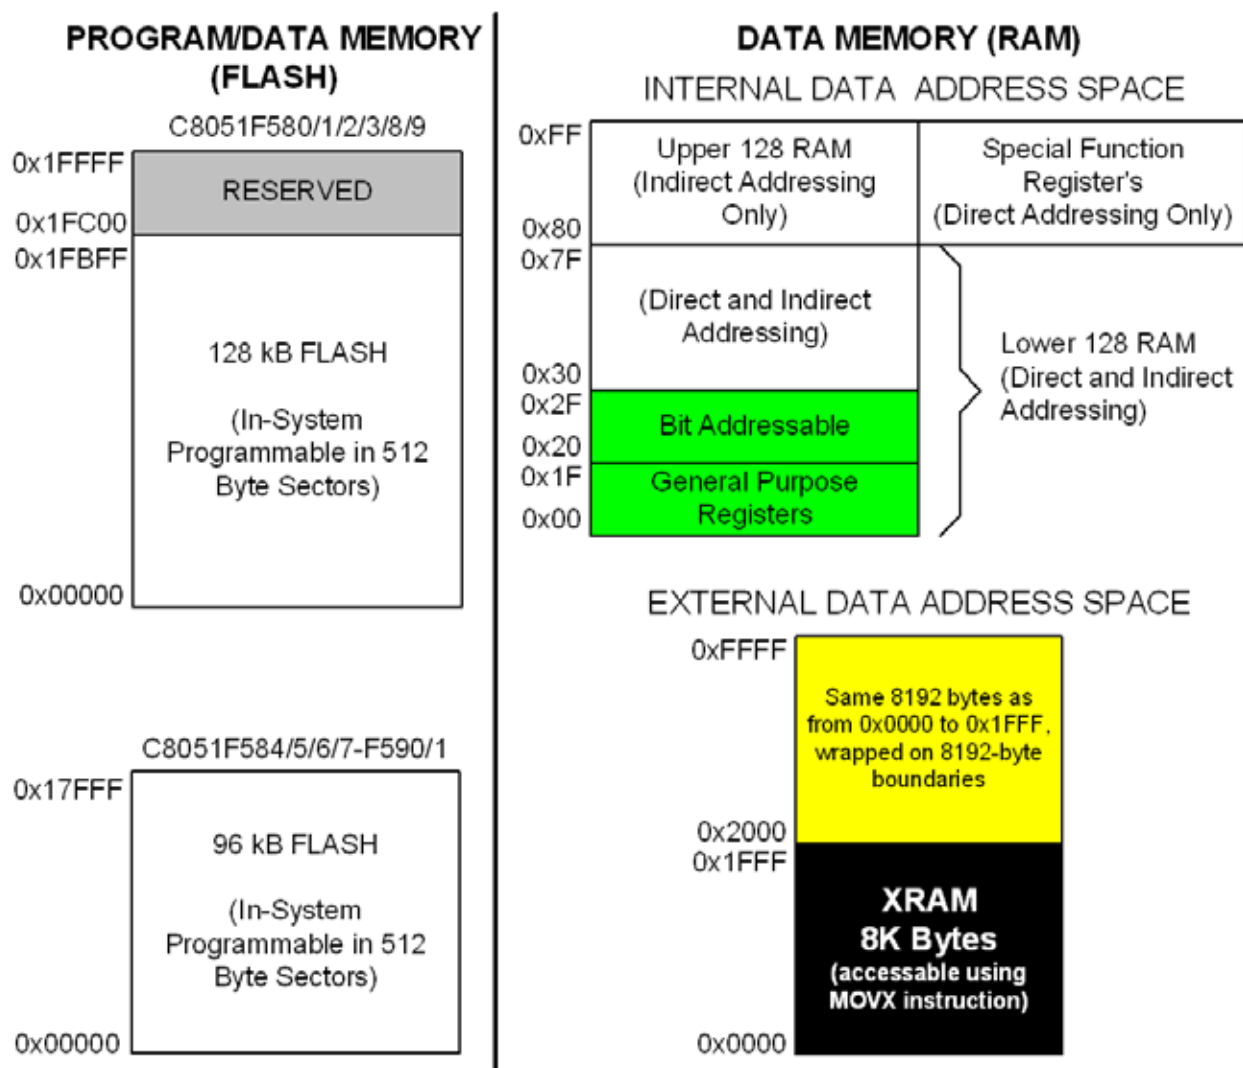 PROGRAM/DATA MEMORY
(FLASH)
C8051F580/1/2/3/8/9
0x1FFFF
RESERVED
0x1FC00
0x1FBFF
128 kB FLASH
(In-System
Programmable in 512
Byte Sectors)
0x00000
C8051F584/5/6/7-F590/1
0x17FFF
96 kB FLASH
(In-System
Programmable in 512
Byte Sectors)
0x00000
DATA MEMORY (RAM)
INTERNAL DATA ADDRESS SPACE
0xFF
Upper 128 RAM
(Indirect Addressing
Only)
0x80
Special Function
Register's
(Direct Addressing Only)
0x7F
(Direct and Indirect
Addressing)
0x30
Lower 128 RAM
(Direct and Indirect
Addressing)
0x2F
Bit Addressable
0x20
0x1F
General Purpose
Registers
0x00
EXTERNAL DATA ADDRESS SPACE
0xFFFF
Same 8192 bytes as
from 0x0000 to 0x1FFF,
wrapped on 8192-byte
boundaries
0x2000
0x1FFF
XRAM
8K Bytes
(accessable using
MOVX instruction)
0x0000